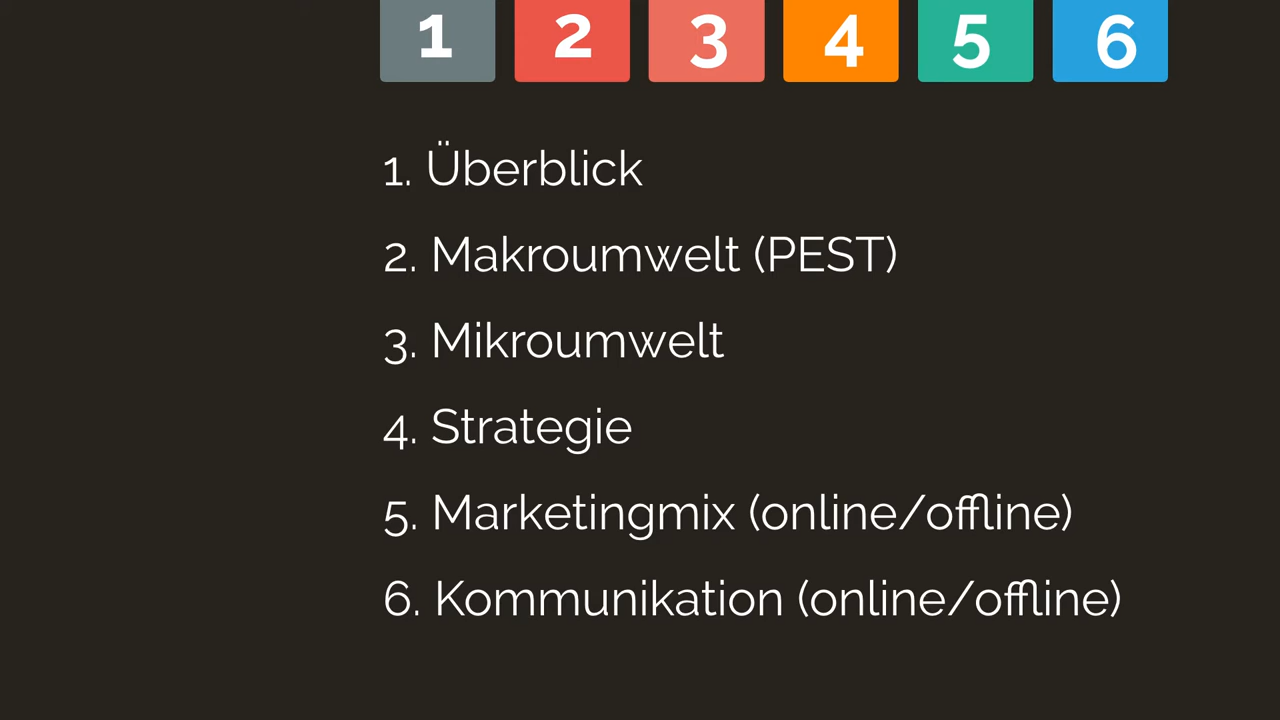 1 2 3 4 5 6
1. Überblick
2. Makroumwelt (PEST)
3. Mikroumwelt
4. Strategie
5. Marketingmix (online/offline)
6. Kommunikation (online/offline)